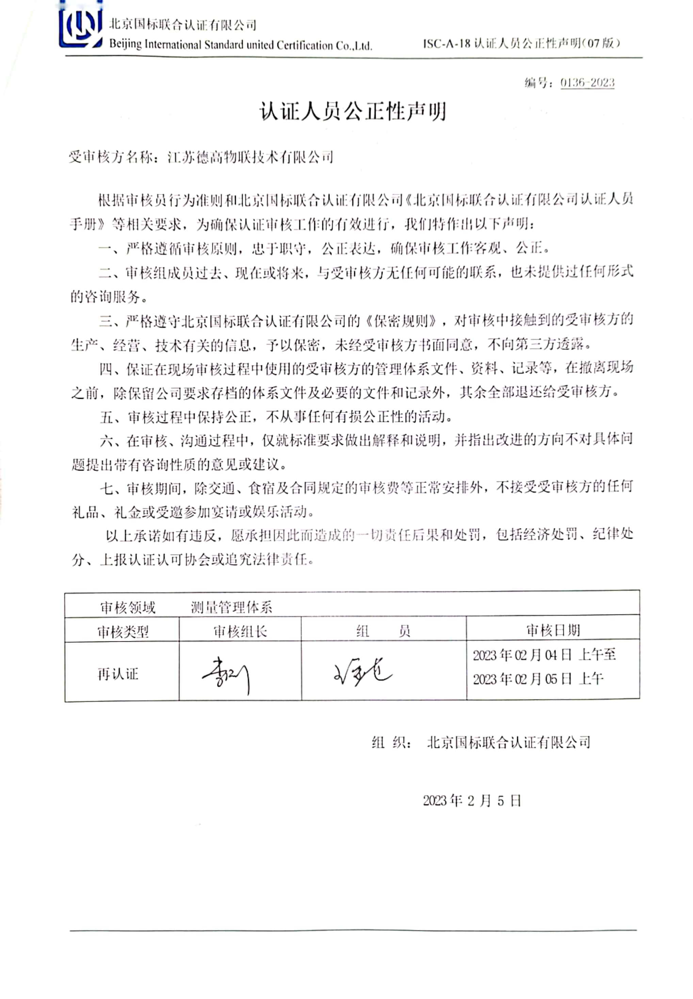 北京国标联合认证有限公司
Beijing International Standard united Certification Co.,Ltd.
ISC-A-18 认证人员公正性声明(07 版)
编号：0136-2023
认证人员公正性声明
受审核方名称：江苏德高物联技术有限公司
根据审核员行为准则和北京国标联合认证有限公司《北京国标联合认证有限公司认证人员
手册》等相关要求，为确保认证审核工作的有效进行，我们特作出以下声明：
一、严格遵循审核原则，忠于职守，公正表达，确保审核工作客观、公正。
二、审核组成员过去、现在或将来，与受审核方无任何可能的联系，也未提供过任何形式
的咨询服务。
三、严格遵守北京国标联合认证有限公司的《保密规则》，对审核中接触到的受审核方的
生产、经营、技术有关的信息，予以保密，未经受审核方书面同意，不向第三方透露。
四、保证在现场审核过程中使用的受审核方的管理体系文件、资料、记录等，在撤离现场
之前，除保留公司要求存档的体系文件及必要的文件和记录外，其余全部退还给受审核方。
五、审核过程中保持公正，不从事任何有损公正性的活动。
六、在审核、沟通过程中，仅就标准要求做出解释和说明，并指出改进的方向不对具体问
题提出带有咨询性质的意见或建议。
七、审核期间，除交通、食宿及合同规定的审核费等正常安排外，不接受受审核方的任何
礼品、礼金或受邀参加宴请或娱乐活动。
以上承诺如有违反，愿承担因此而造成的一切责任后果和处罚，包括经济处罚、纪律处
分、上报认证认可协会或追究法律责任。
审核领域 测量管理体系
审核类型 审核组长 组 员 审核日期
再认证
2023 年 02 月 04 日 上午至
2023 年 02 月 05 日 上午
组 织： 北京国标联合认证有限公司
2023 年 2 月 5 日